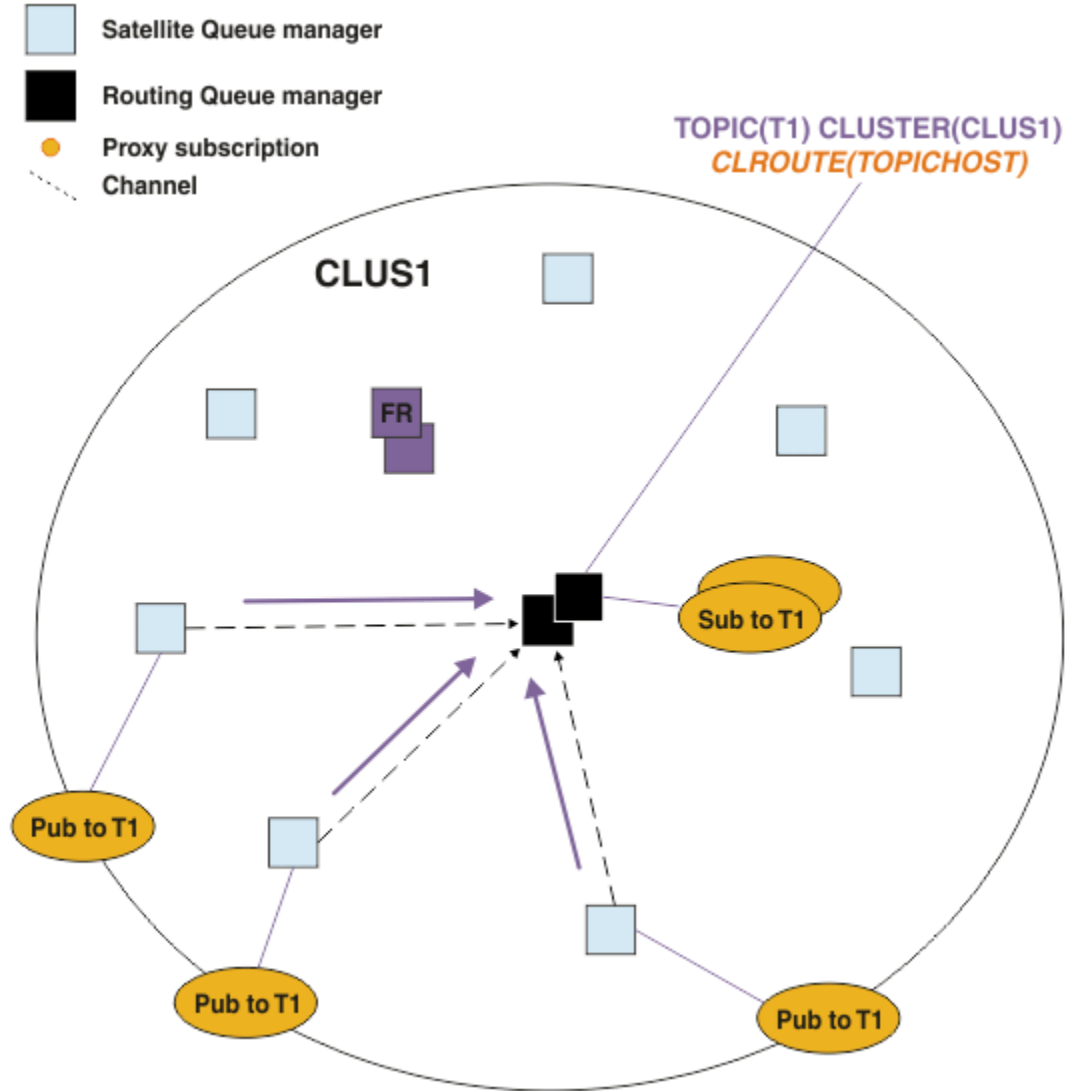 Satellite Queue manager
Routing Queue manager
Proxy subscription
Channel
TOPIC(T1) CLUSTER(CLUS1)
CLROUTE(TOPICHOST)
CLUS1
FR
Sub to T1
Pub to T1
Pub to T1
Pub to T1